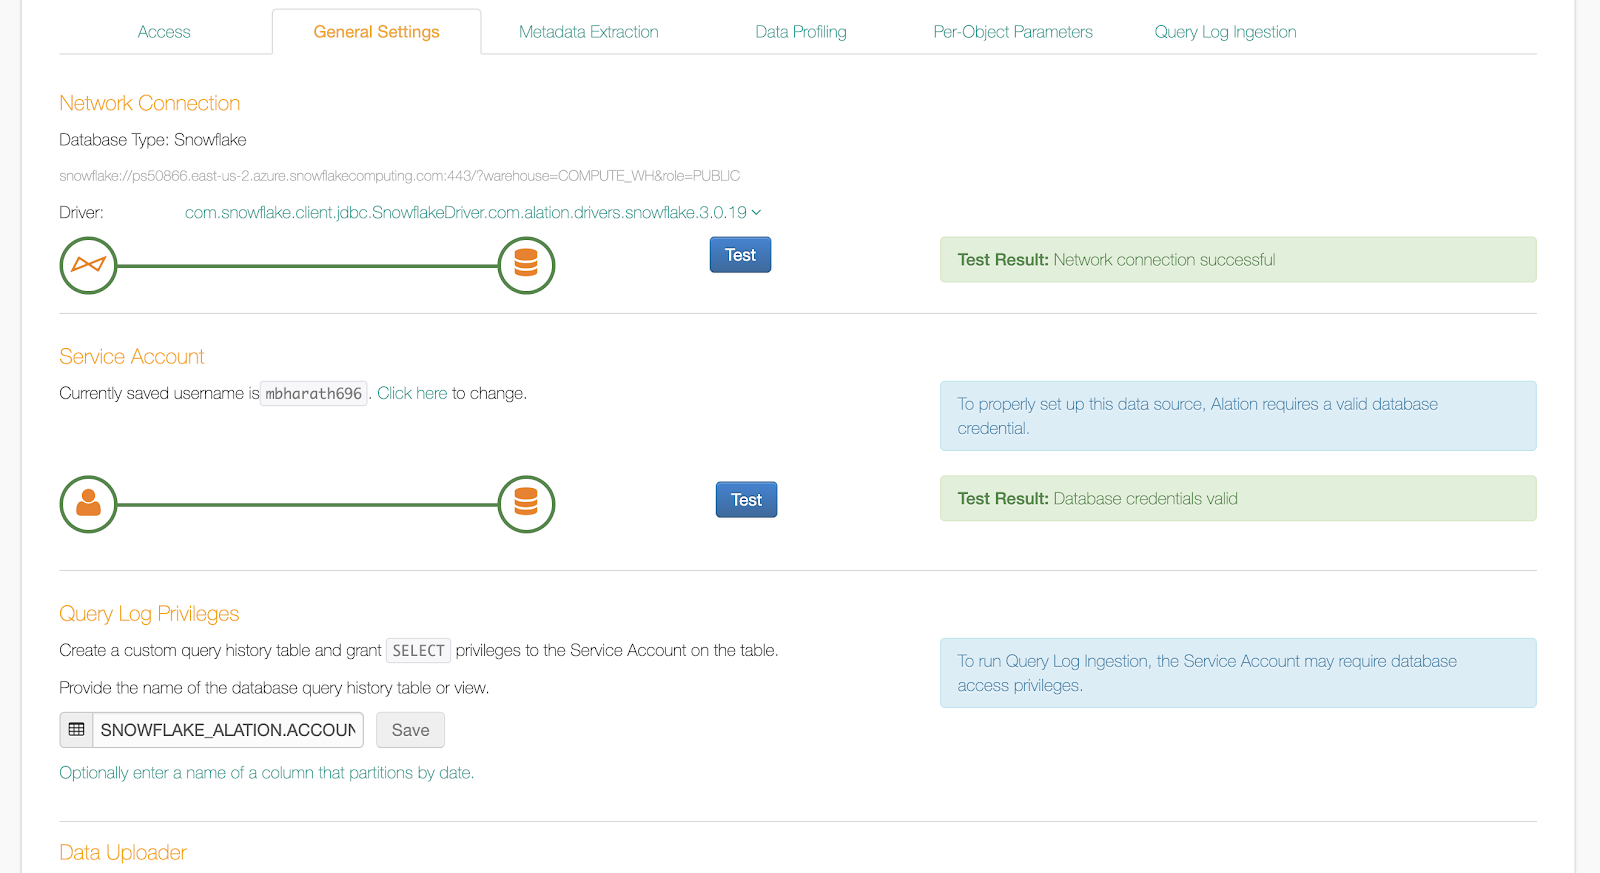 Access General Settings Metadata Extraction Data Profiling Per-Object Parameters Query Log Ingestion
Network Connection
Database Type: Snowflake
snowflake://ps50866.east-us-2.azure.snowflakecomputing.com:443/?warehouse=COMPUTE_WH&role=PUBLIC
Driver: com.snowflake.client.jdbc.SnowflakeDriver.com.alation.drivers.snowflake.3.0.19
Test
Test Result: Network connection successful
Service Account
Currently saved username is mbharath696. Click here to change.
To properly set up this data source, Alation requires a valid database
credential.
Test
Test Result: Database credentials valid
Query Log Privileges
Create a custom query history table and grant SELECT privileges to the Service Account on the table.
To run Query Log Ingestion, the Service Account may require database
access privileges.
Provide the name of the database query history table or view.
SNOWFLAKE_ALATION.ACCOUN Save
Optionally enter a name of a column that partitions by date.
Data Uploader